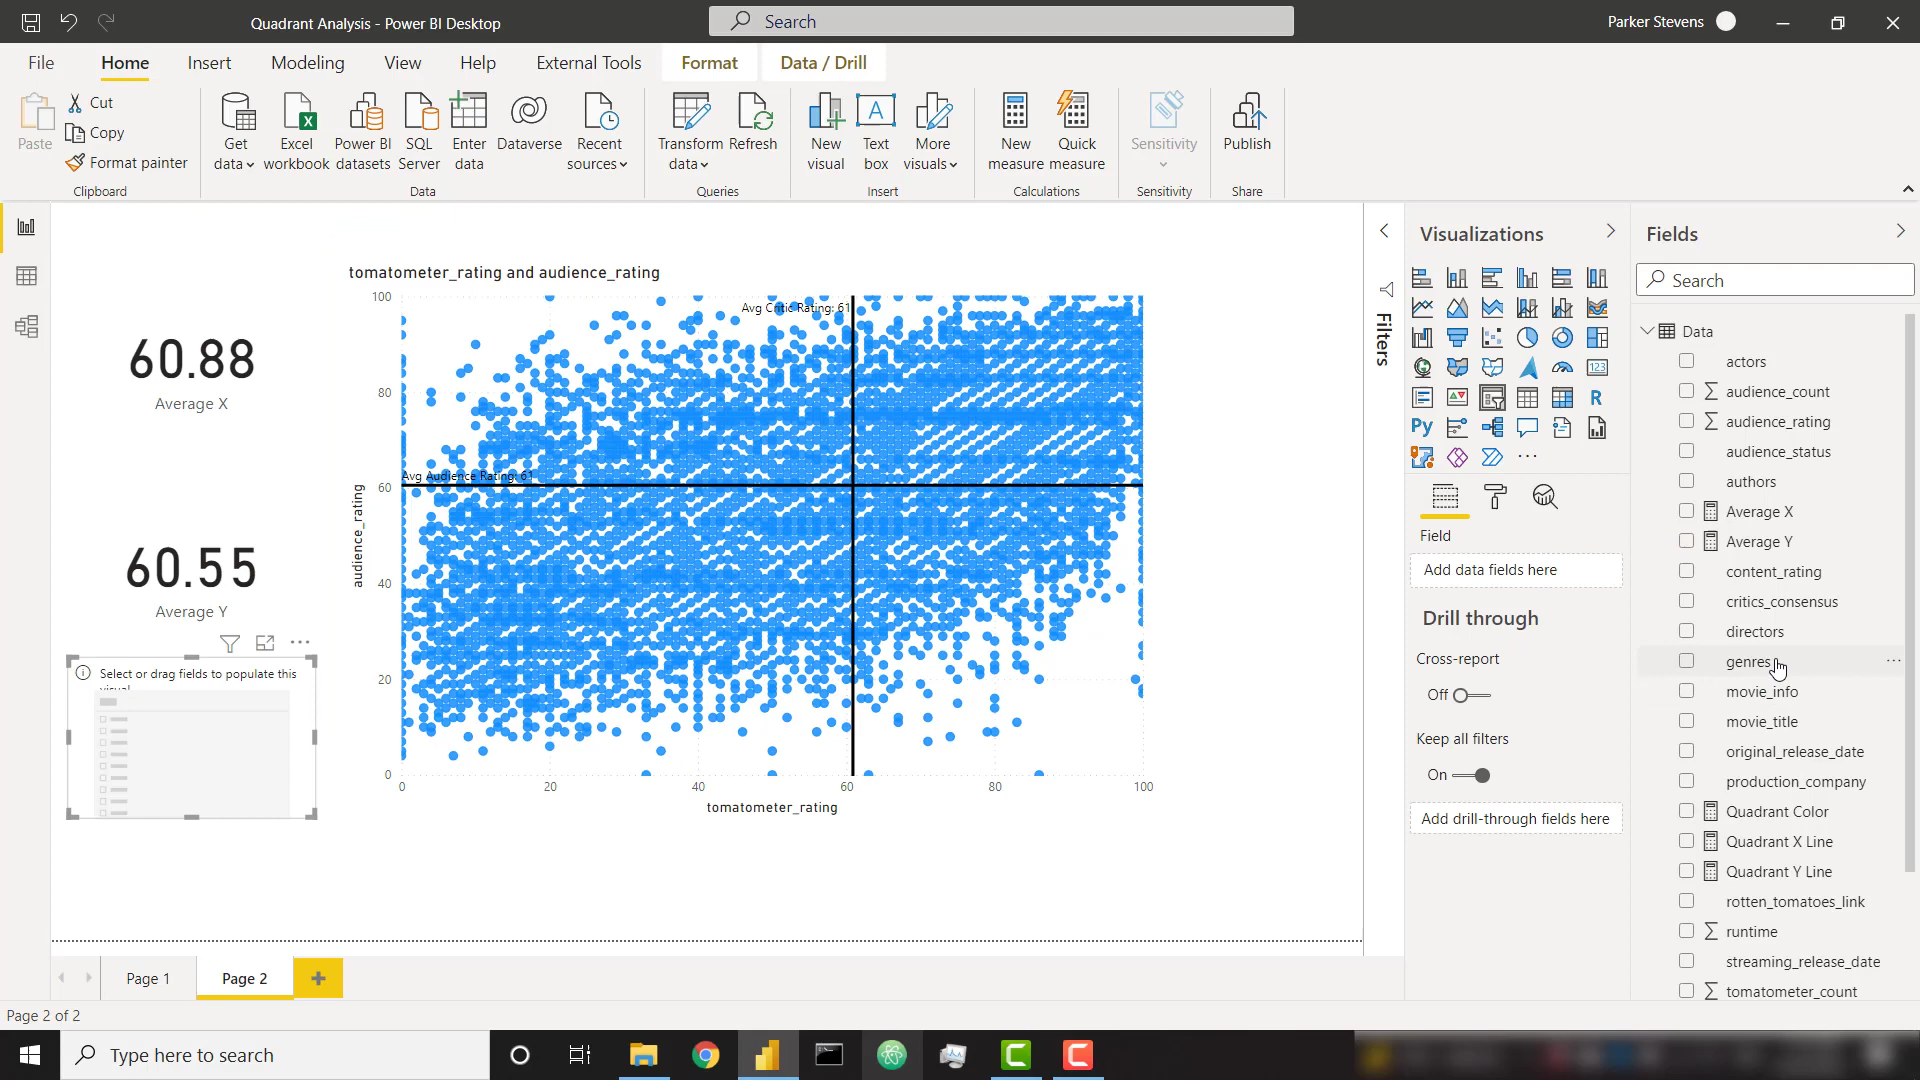 Quadrant Analysis - Power BI Desktop
Search
Parker Stevens
File
Home
Insert
Modeling
View
Help
External Tools
Format
Data / Drill
Paste
Cut
Copy
Format painter
Clipboard
Get
data
Excel
workbook
Power BI
datasets
SQL
Server
Enter
data
Dataverse
Recent
sources
Data
Transform
data
Refresh
Queries
New
visual
Text
box
More
visuals
Insert
New
measure
Quick
measure
Calculations
Sensitivity
Sensitivity
Publish
Share
60.88
Average X
60.55
Average Y
Select or drag fields to populate this
tomatometer_rating and audience_rating
100
80
60
40
20
0
audience_rating
Avg Critic Rating: 61
Avg Audience Rating: 61
0
20
40
60
80
100
tomatometer_rating
Filters
Visualizations
123
R
Py
Field
Add data fields here
Drill through
Cross-report
Off
Keep all filters
On
Add drill-through fields here
Fields
Search
Data
actors
audience_count
audience_rating
audience_status
authors
Average X
Average Y
content_rating
critics_consensus
directors
genres
movie_info
movie_title
original_release_date
production_company
Quadrant Color
Quadrant X Line
Quadrant Y Line
rotten_tomatoes_link
runtime
streaming_release_date
tomatometer_count
Page 1
Page 2
Page 2 of 2
Type here to search